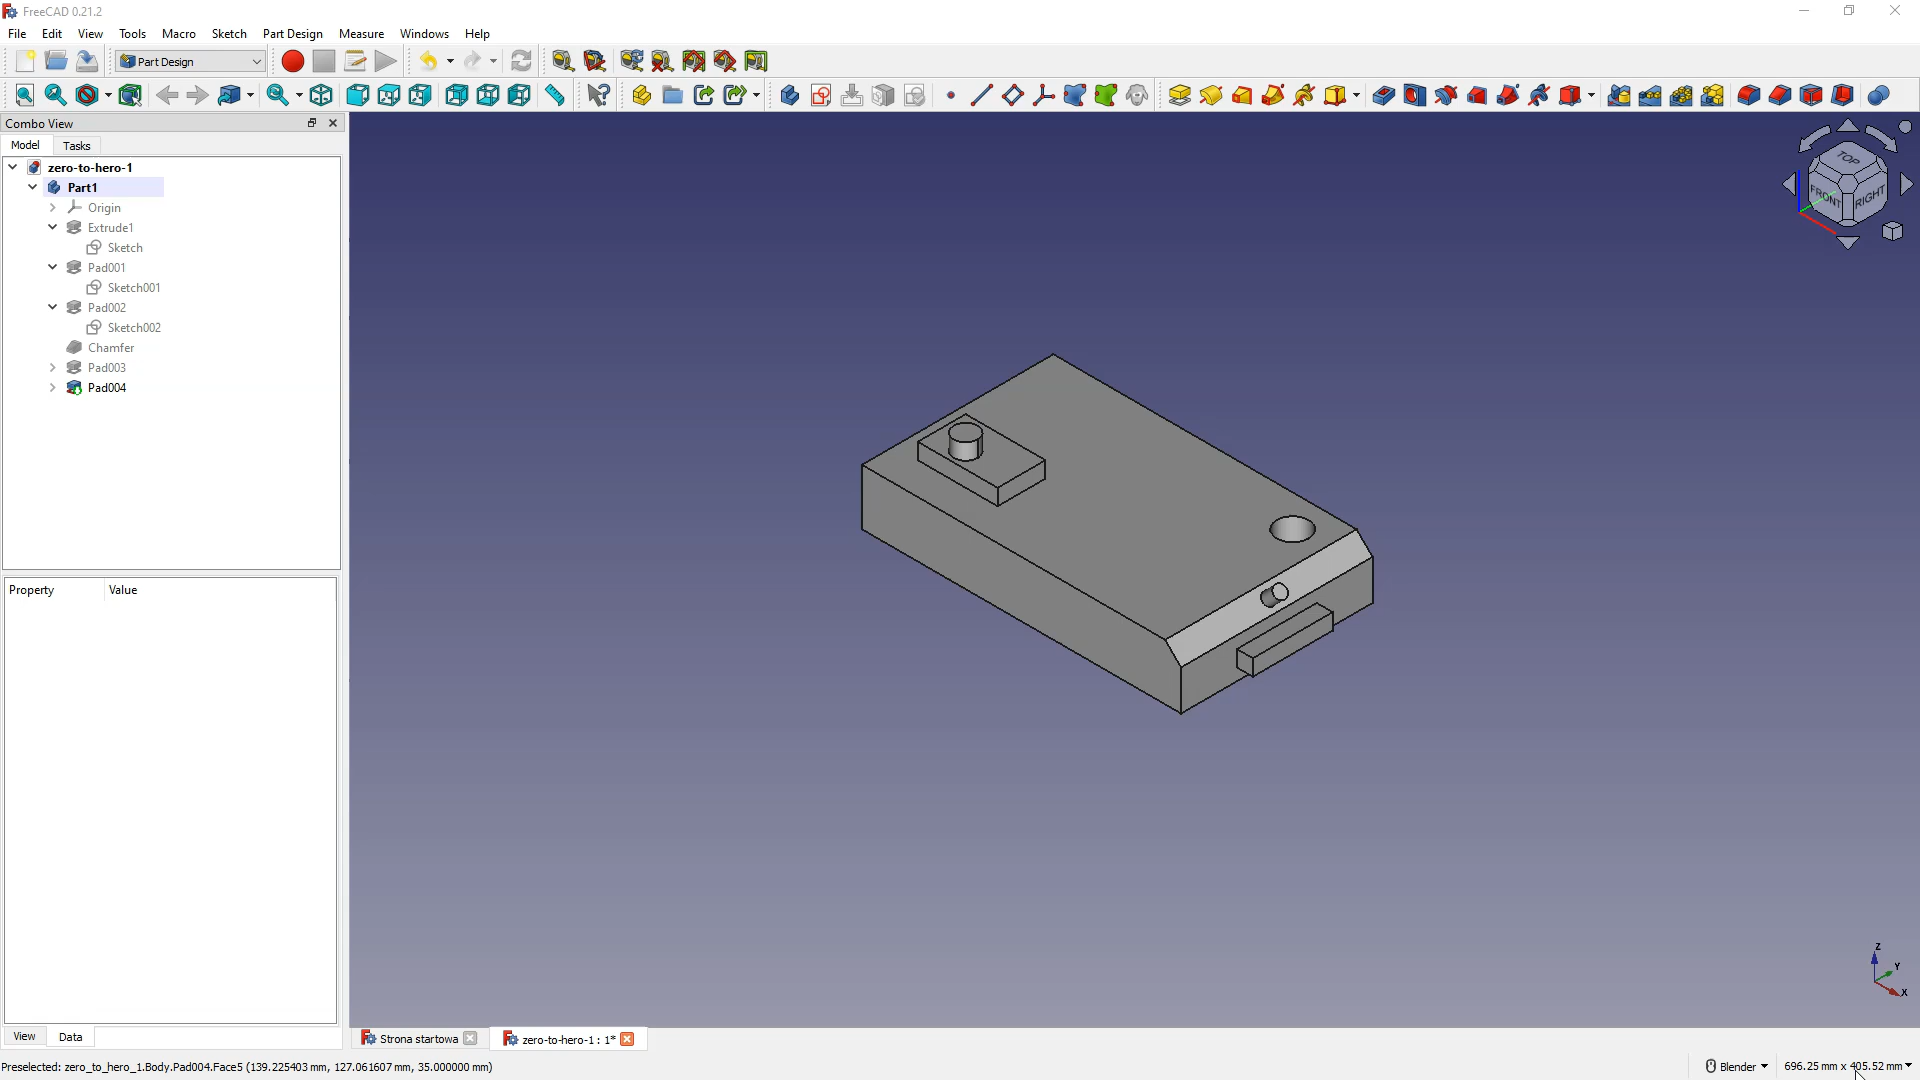 FreeCAD 0.21.2
File Edit View Tools Macro Sketch Part Design Measure Windows Help
Part Design
Combo View
Model Tasks
zero-to-hero-1
Part1
Origin
Extrude1
Sketch
Pad001
Sketch001
Pad002
Sketch002
Chamfer
Pad003
Pad004
TOP
FRONT RIGHT
Property Value
Z
Y
X
View Data
Strona startowa zero-to-hero-1 : 1*
Preselected: zero_to_hero_1.Body.Pad004.Face5 (139.225403 mm, 127.061607 mm, 35.000000 mm)
Blender 696.25 mm x 405.52 mm